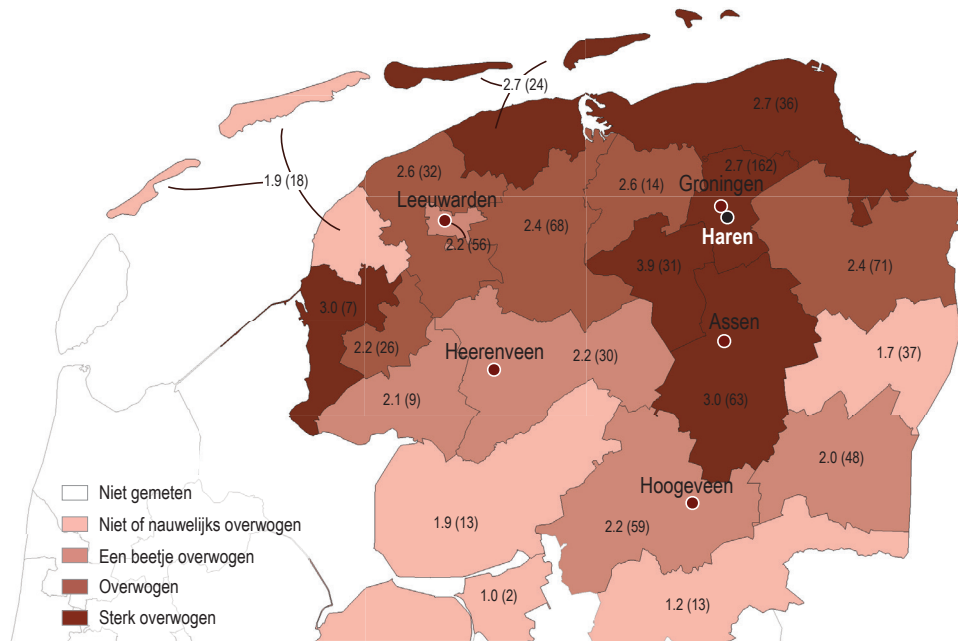 2.7 (24)
2.7 (36)
1.9 (18)
2.6 (32)
2.6 (14)
2.7 (162)
Groningen
Leeuwarden
2.4 (68)
Haren
2.2 (56)
3.9 (31)
2.4 (71)
3.0 (7)
Assen
2.2 (26)
Heerenveen
2.2 (30)
1.7 (37)
2.1 (9)
3.0 (63)
2.0 (48)
Hoogeveen
1.9 (13)
2.2 (59)
1.0 (2)
1.2 (13)
Niet gemeten
Niet of nauwelijks overwogen
Een beetje overwogen
Overwogen
Sterk overwogen